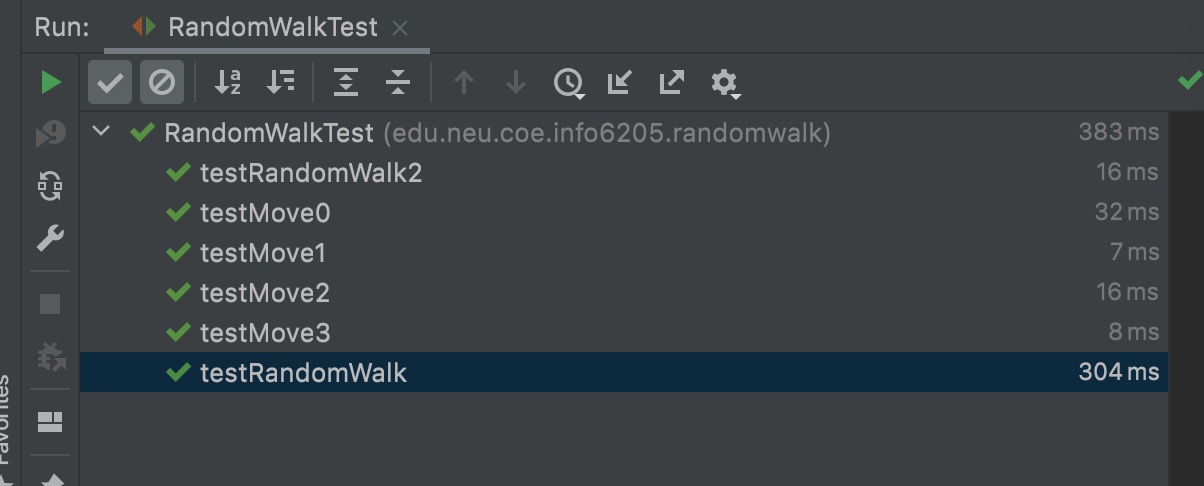 Run: RandomWalkTest
RandomWalkTest (edu.neu.coe.info6205.randomwalk) 383 ms
testRandomWalk2 16 ms
testMove0 32 ms
testMove1 7 ms
testMove2 16 ms
testMove3 8 ms
testRandomWalk 304 ms
Favorites